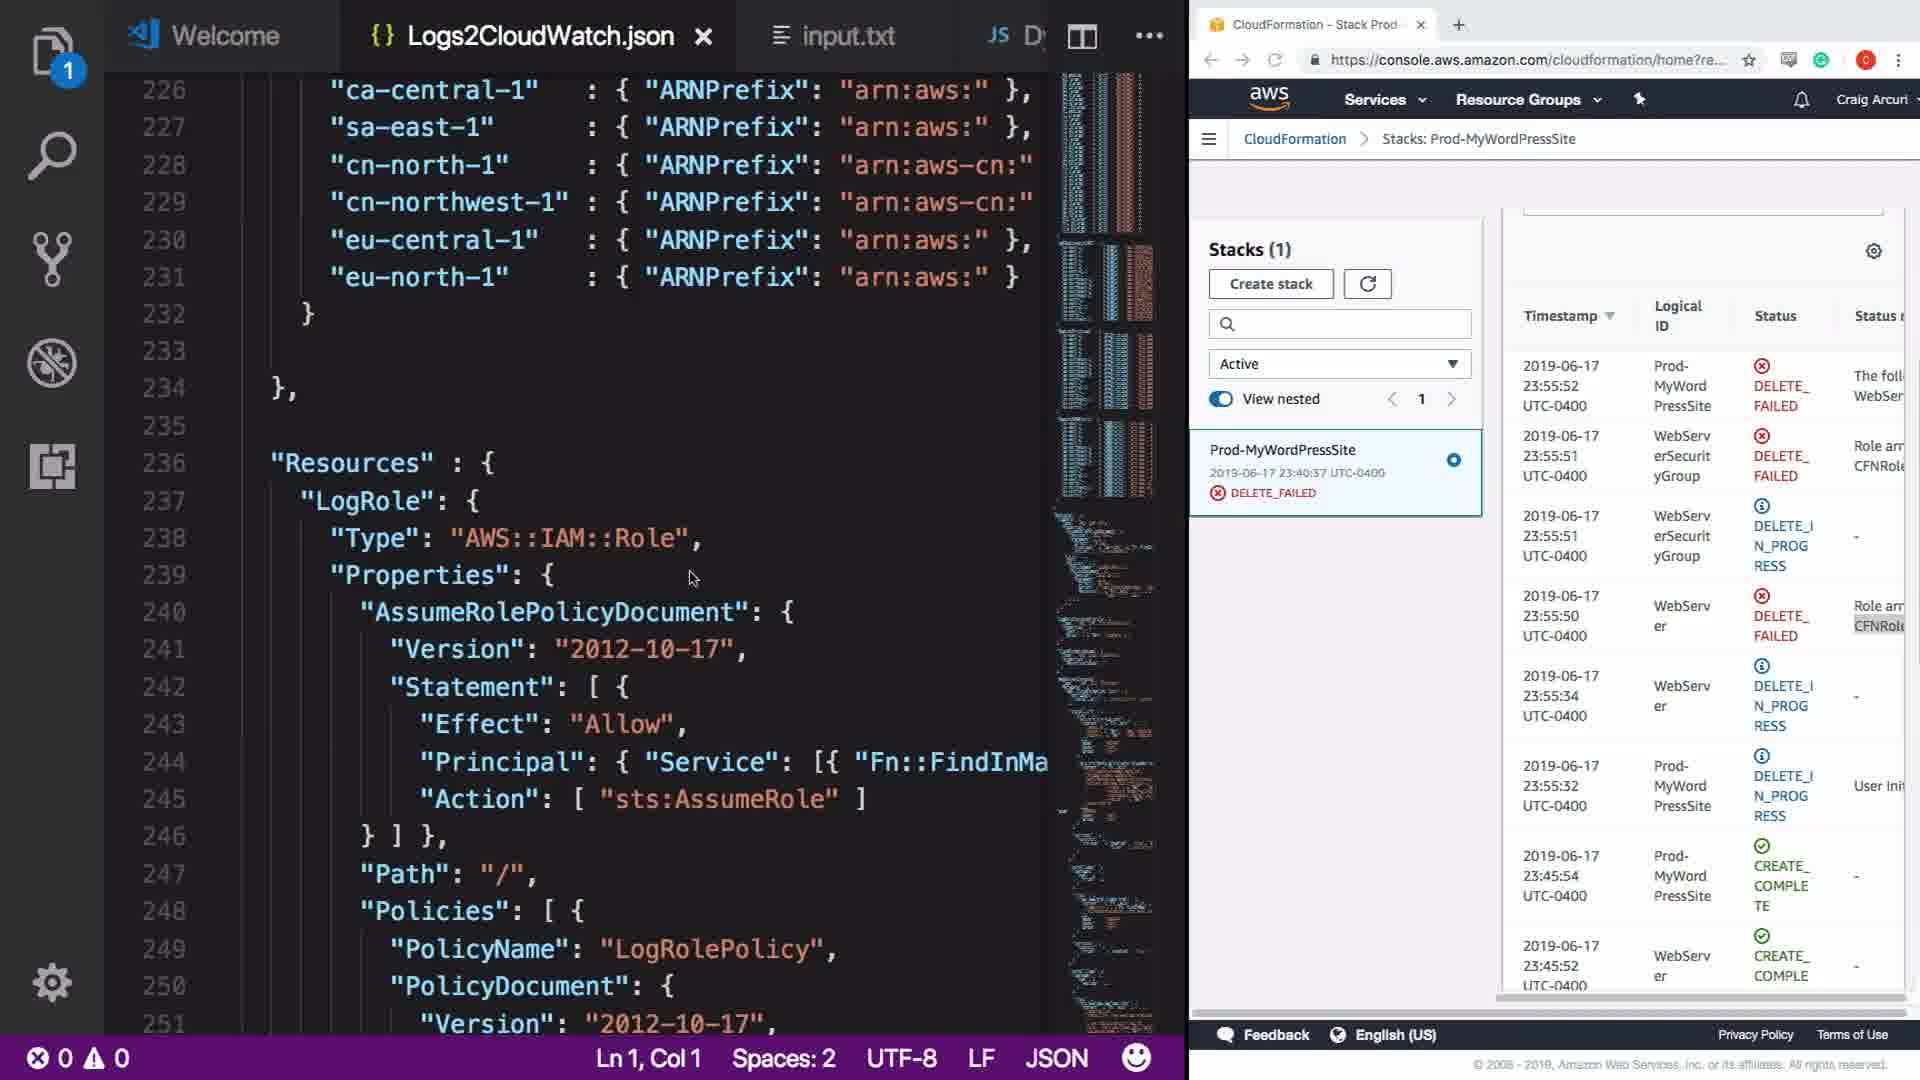 1
Welcome
{} Logs2CloudWatch.json ×
input.txt
JS
226 "ca-central-1" : { "ARNPrefix": "arn:aws:" },
227 "sa-east-1" : { "ARNPrefix": "arn:aws:" },
228 "cn-north-1" : { "ARNPrefix": "arn:aws-cn:"
229 "cn-northwest-1" : { "ARNPrefix": "arn:aws-cn:"
230 "eu-central-1" : { "ARNPrefix": "arn:aws:" },
231 "eu-north-1" : { "ARNPrefix": "arn:aws:" }
232 }
233
234 },
235
236 "Resources" : {
237 "LogRole": {
238 "Type": "AWS::IAM::Role",
239 "Properties": {
240 "AssumeRolePolicyDocument": {
241 "Version": "2012-10-17",
242 "Statement": [ {
243 "Effect": "Allow",
244 "Principal": { "Service": [{ "Fn::FindInMa
245 "Action": [ "sts:AssumeRole" ]
246 } ] },
247 "Path": "/",
248 "Policies": [ {
249 "PolicyName": "LogRolePolicy",
250 "PolicyDocument": {
251 "Version": "2012-10-17",
0 0
Ln 1, Col 1
Spaces: 2
UTF-8
LF
JSON
CloudFormation - Stack Prod
https://console.aws.amazon.com/cloudformation/home?re...
C
aws
Services
Resource Groups
Craig Arcuri
CloudFormation > Stacks: Prod-MyWordPressSite
Stacks (1)
Create stack
Active
View nested
1
Prod-MyWordPressSite
2019-06-17 23:40:37 UTC-0400
DELETE_FAILED
Timestamp
Logical
ID
Status
Status
2019-06-17
23:55:52
UTC-0400
Prod-
MyWord
PressSite
DELETE_
FAILED
The foll
WebSer
2019-06-17
23:55:51
UTC-0400
WebServ
erSecurit
yGroup
DELETE_
FAILED
Role arn
CFNRole
2019-06-17
23:55:51
UTC-0400
WebServ
erSecurit
yGroup
DELETE_I
N_PROG
RESS
-
2019-06-17
23:55:50
UTC-0400
WebServ
er
DELETE_
FAILED
Role arn
CFNRole
2019-06-17
23:55:34
UTC-0400
WebServ
er
DELETE_I
N_PROG
RESS
-
2019-06-17
23:55:32
UTC-0400
Prod-
MyWord
PressSite
DELETE_I
N_PROG
RESS
User Init
2019-06-17
23:45:54
UTC-0400
Prod-
MyWord
PressSite
CREATE_
COMPLE
TE
-
2019-06-17
23:45:52
UTC-0400
WebServ
er
CREATE_
COMPLE
-
Feedback
English (US)
Privacy Policy
Terms of Use
© 2008 - 2019, Amazon Web Services, Inc. or its affiliates. All rights reserved.